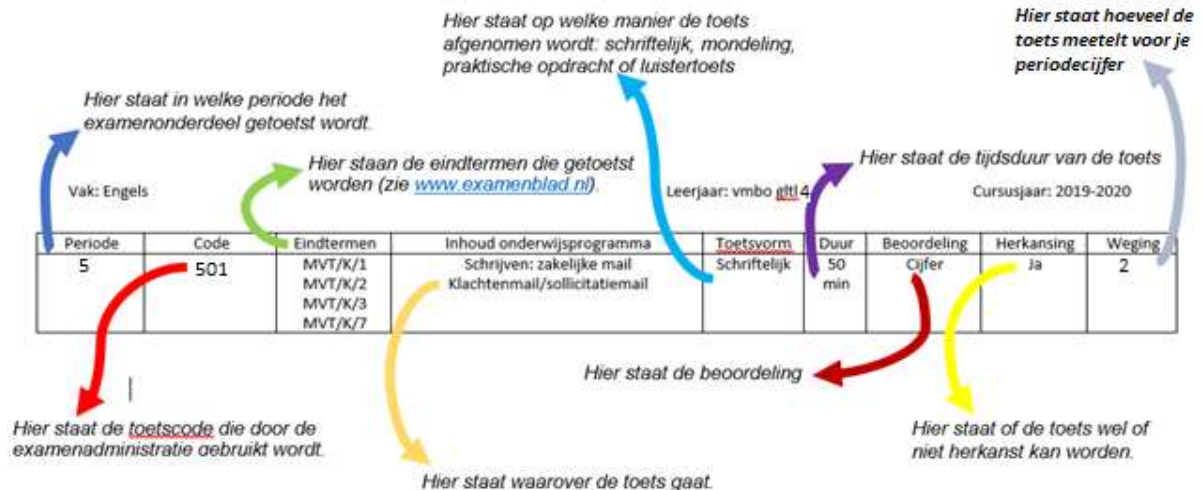 Hier staat op welke manier de toets
afgenomen wordt: schriftelijk, mondeling,
praktische opdracht of luistertoets
Hier staat hoeveel de
toets meetelt voor je
periodecijfer
Hier staat in welke periode het
examenonderdeel getoetst wordt.
Hier staan de eindtermen die getoetst
worden (zie www.examenblad.nl).
Hier staat de tijdsduur van de toets
Vak: Engels
Leerjaar: vmbo gltl 4
Cursusjaar: 2019-2020
Periode Code Eindtermen Inhoud onderwijsprogramma Toetsvorm Duur Beoordeling Herkansing Weging
5 501 MVT/K/1 Schrijven: zakelijke mail Schriftelijk 50 Cijfer Ja 2
MVT/K/2 Klachtenmail/sollicitatiemail min
MVT/K/3
MVT/K/7
Hier staat de beoordeling
Hier staat de toetscode die door de
examenadministratie gebruikt wordt.
Hier staat of de toets wel of
niet herkanst kan worden.
Hier staat waarover de toets gaat.